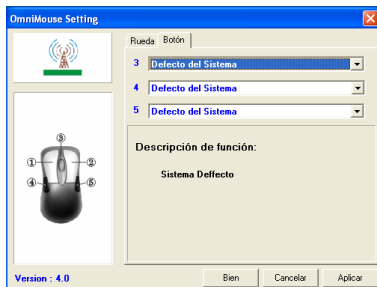 OmniMouse Setting
Rueda Botón
3 Defecto del Sistema
4 Defecto del Sistema
5 Defecto del Sistema
③
① ②
④ ⑤
Descripción de función:
Sistema Deffecto
Version : 4.0
Bien Cancelar Aplicar